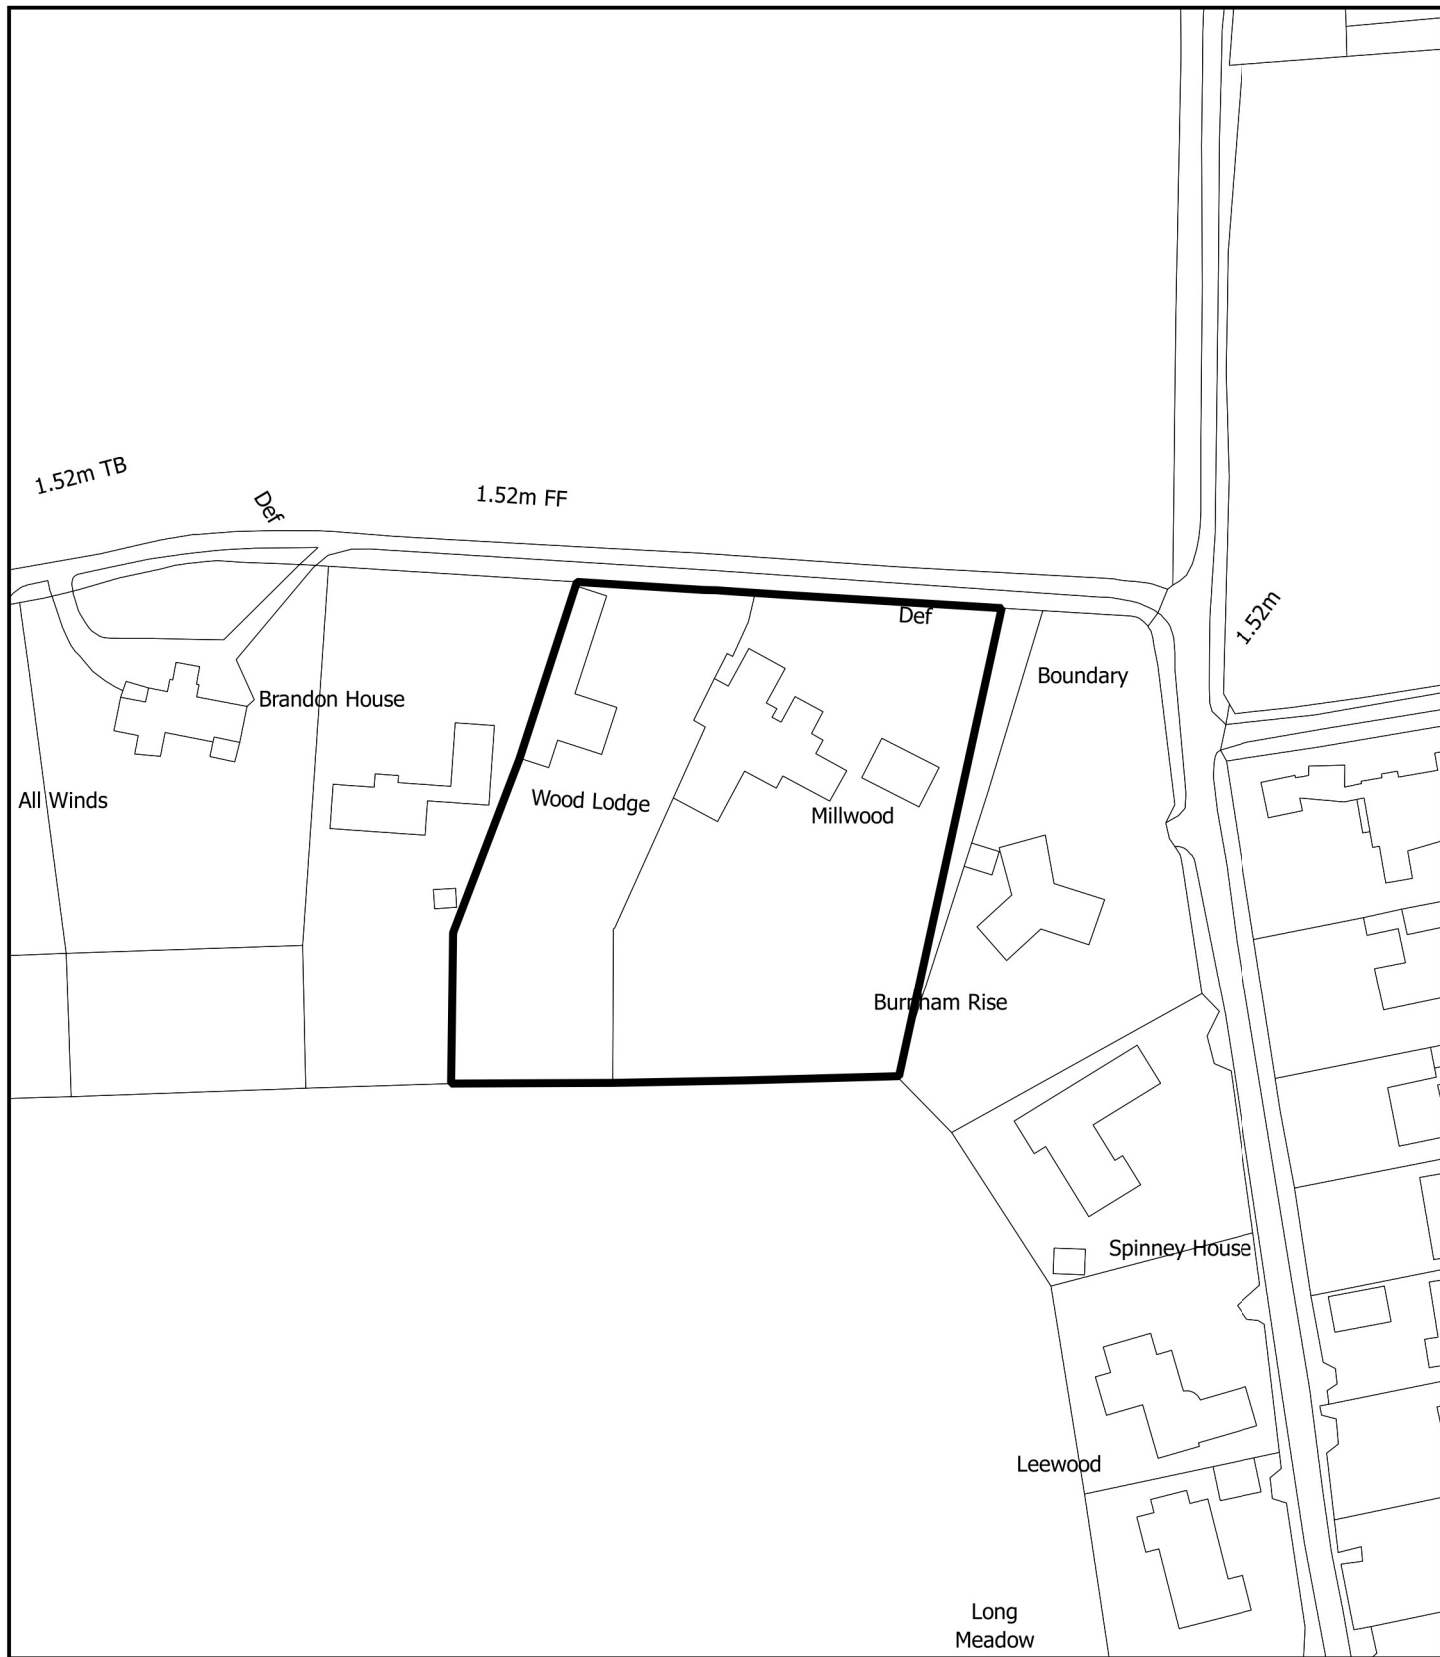 1.52m TB
Def
1.52m FF
Def
1.52m
Boundary
Brandon House
All Winds
Wood Lodge
Millwood
Burnham Rise
Spinney House
Leewood
Long
Meadow